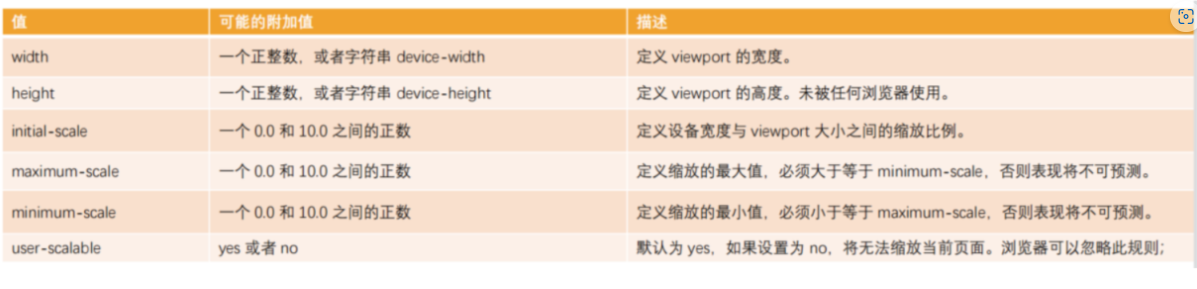 值 可能的附加值 描述
width 一个正整数，或者字符串 device-width 定义 viewport 的宽度。
height 一个正整数，或者字符串 device-height 定义 viewport 的高度。未被任何浏览器使用。
initial-scale 一个 0.0 和 10.0 之间的正数 定义设备宽度与 viewport 大小之间的缩放比例。
maximum-scale 一个 0.0 和 10.0 之间的正数 定义缩放的最大值，必须大于等于 minimum-scale，否则表现将不可预测。
minimum-scale 一个 0.0 和 10.0 之间的正数 定义缩放的最小值，必须小于等于 maximum-scale，否则表现将不可预测。
user-scalable yes 或者 no 默认为 yes，如果设置为 no，将无法缩放当前页面。浏览器可以忽略此规则；